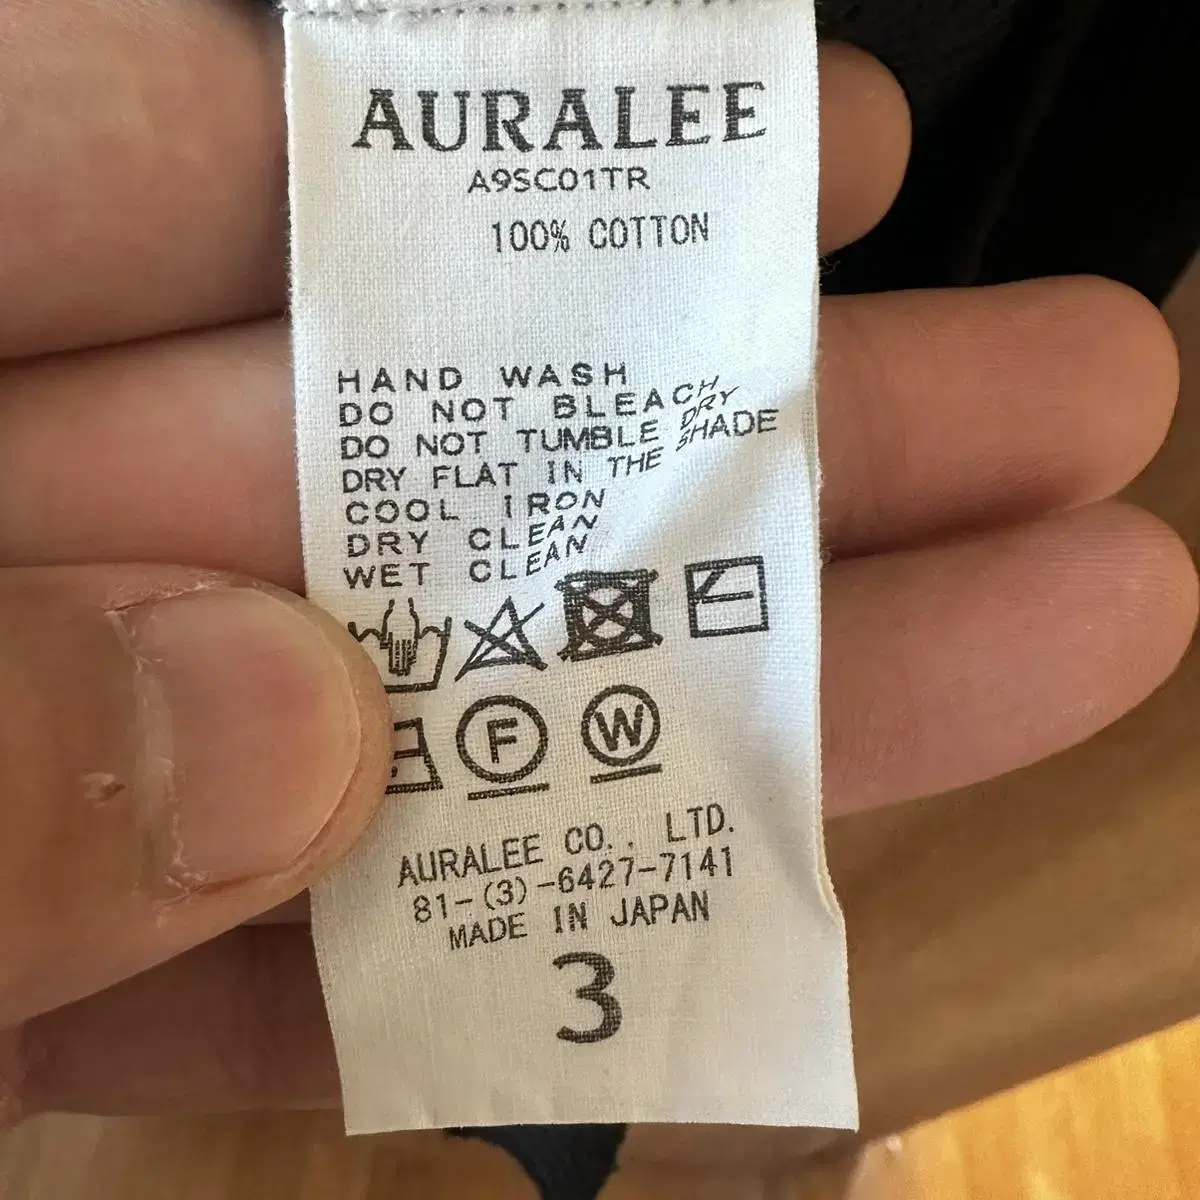 AURALEE
A9SC01TR
100% COTTON
HAND WASH
DO NOT BLEACH
DO NOT TUMBLE DRY
DRY FLAT IN THE SHADE
COOL IRON
DRY CLEAN
WET CLEAN
F W
AURALEE CO., LTD.
81-(3)-6427-7141
MADE IN JAPAN
3